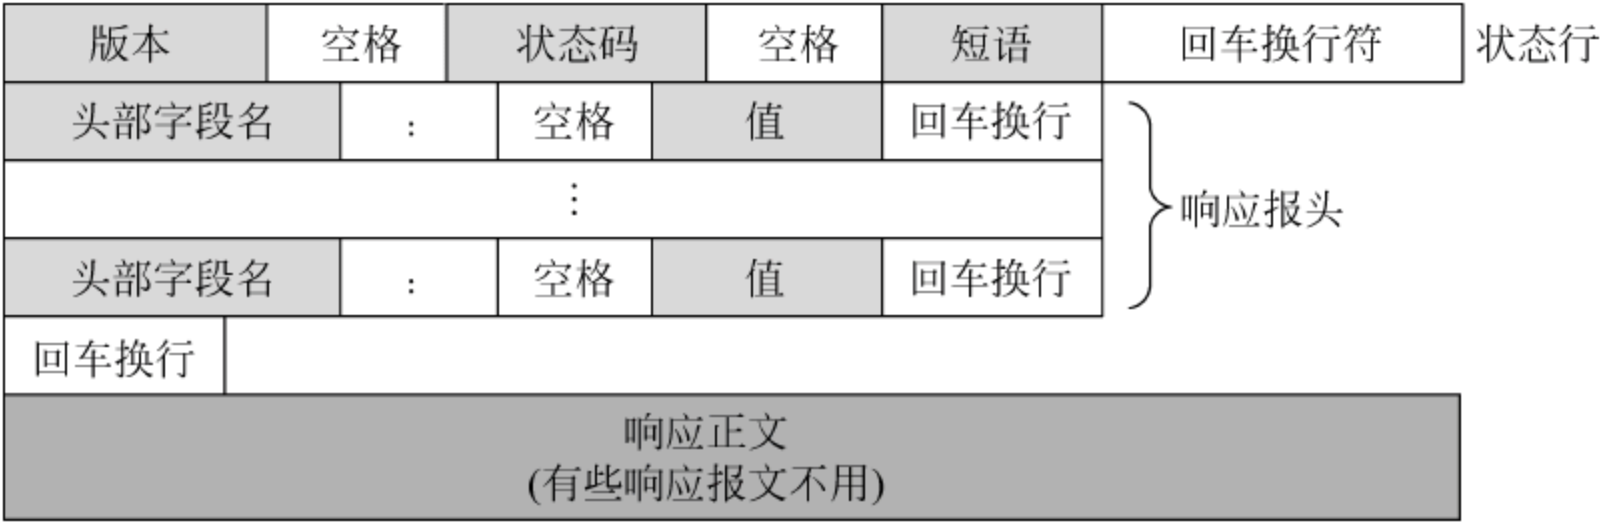 版本 空格 状态码 空格 短语 回车换行符 状态行
头部字段名 : 空格 值 回车换行
⋮
响应报头
头部字段名 : 空格 值 回车换行
回车换行
响应正文
(有些响应报文不用)